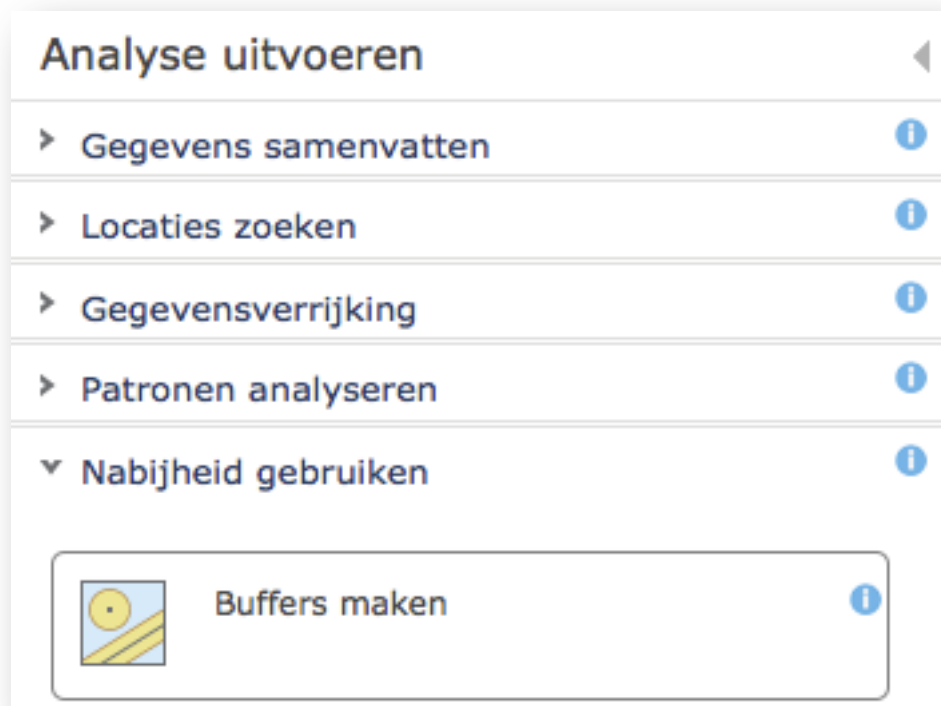 Analyse uitvoeren
Gegevens samenvatten
Locaties zoeken
Gegevensverrijking
Patronen analyseren
Nabijheid gebruiken
Buffers maken